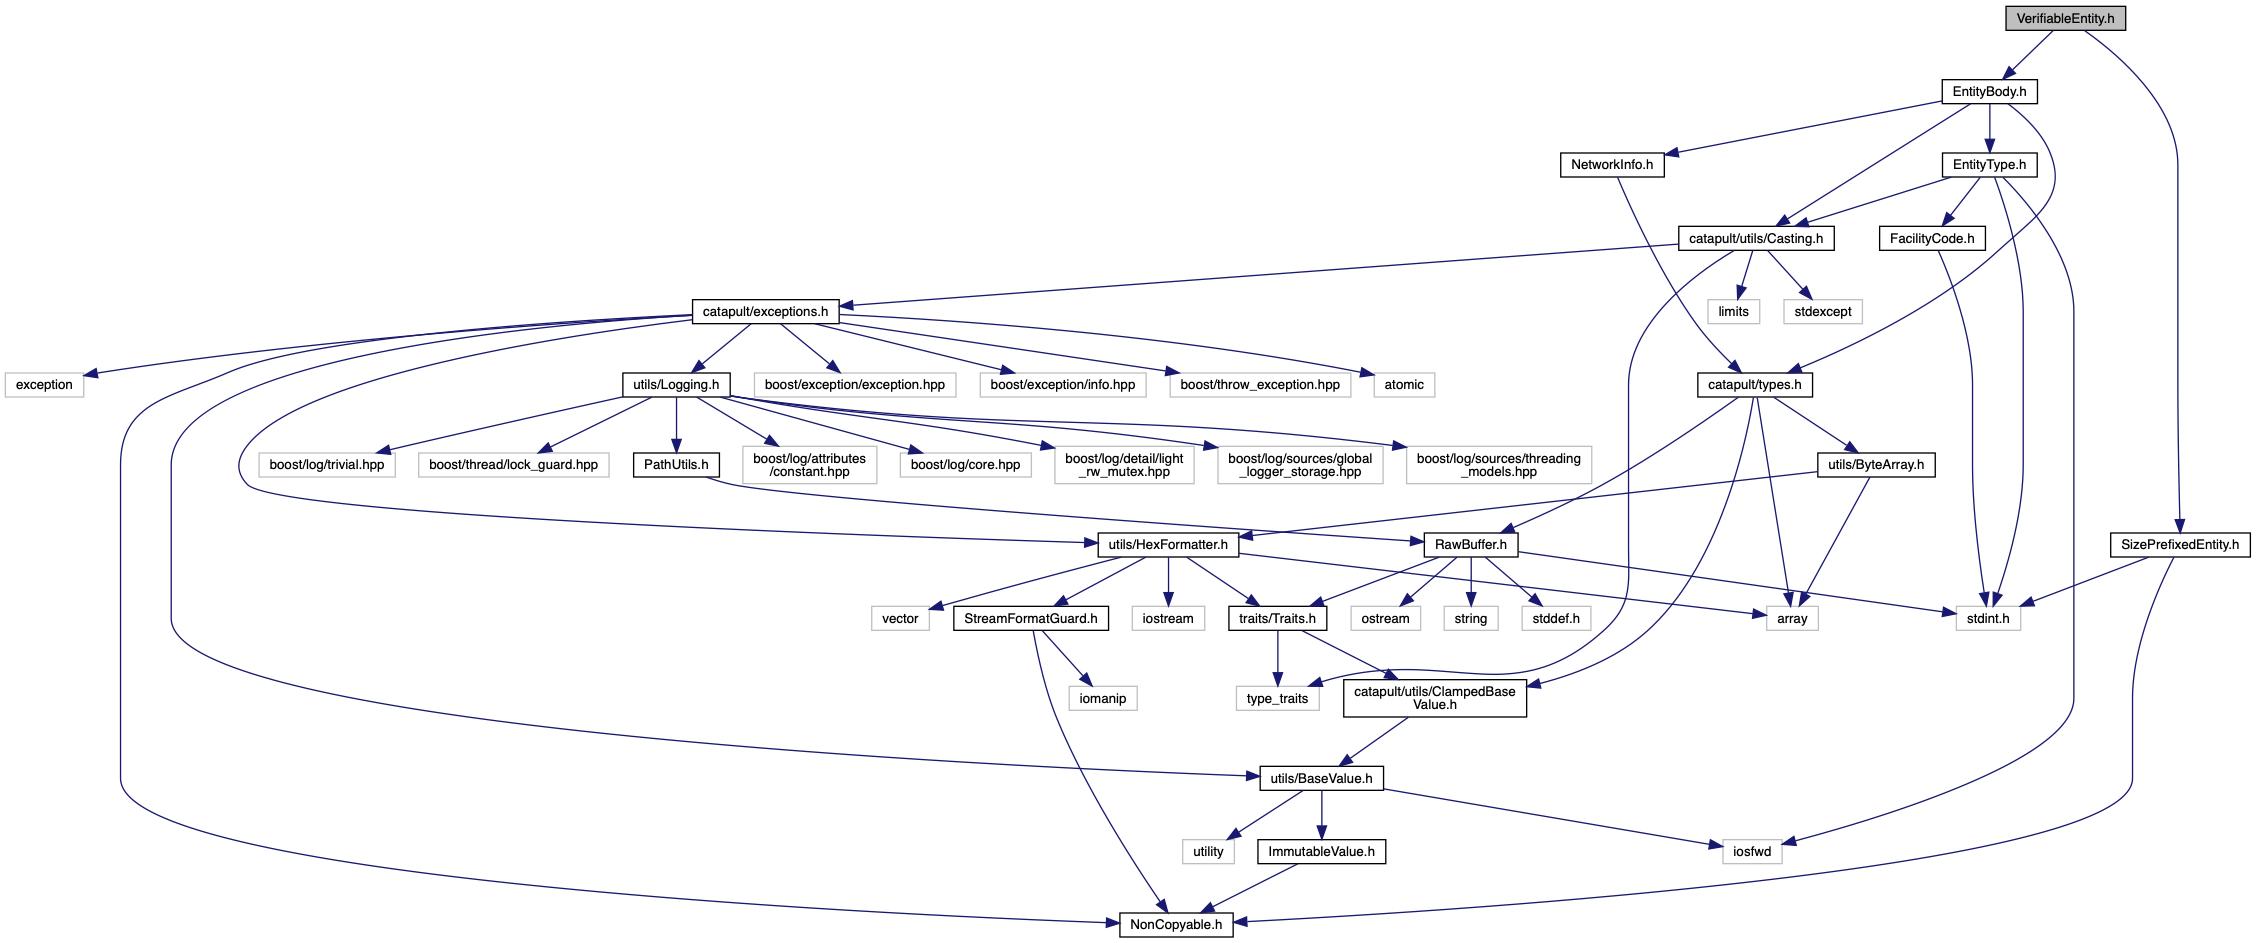 VerifiableEntity.h
EntityBody.h
NetworkInfo.h
EntityType.h
catapult/utils/Casting.h
FacilityCode.h
catapult/exceptions.h
limits
stdexcept
exception
utils/Logging.h
boost/exception/exception.hpp
boost/exception/info.hpp
boost/throw_exception.hpp
atomic
catapult/types.h
boost/log/trivial.hpp
boost/thread/lock_guard.hpp
PathUtils.h
boost/log/attributes
/constant.hpp
boost/log/core.hpp
boost/log/detail/light
_rw_mutex.hpp
boost/log/sources/global
_logger_storage.hpp
boost/log/sources/threading
_models.hpp
utils/ByteArray.h
utils/HexFormatter.h
RawBuffer.h
SizePrefixedEntity.h
vector
StreamFormatGuard.h
iostream
traits/Traits.h
ostream
string
stddef.h
array
stdint.h
iomanip
type_traits
catapult/utils/ClampedBase
Value.h
utils/BaseValue.h
utility
ImmutableValue.h
iosfwd
NonCopyable.h